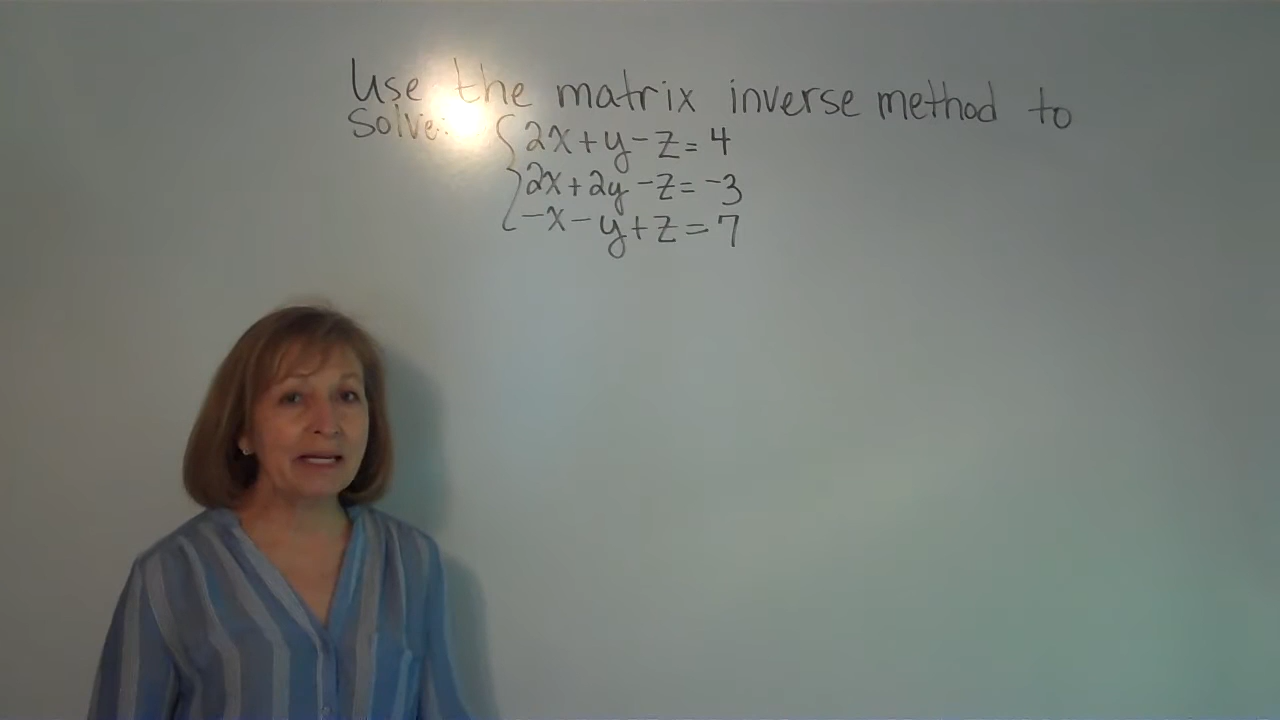 Use the matrix inverse method to
Solve: { 2x+y-z=4
2x+2y-z=-3
-x-y+z=7